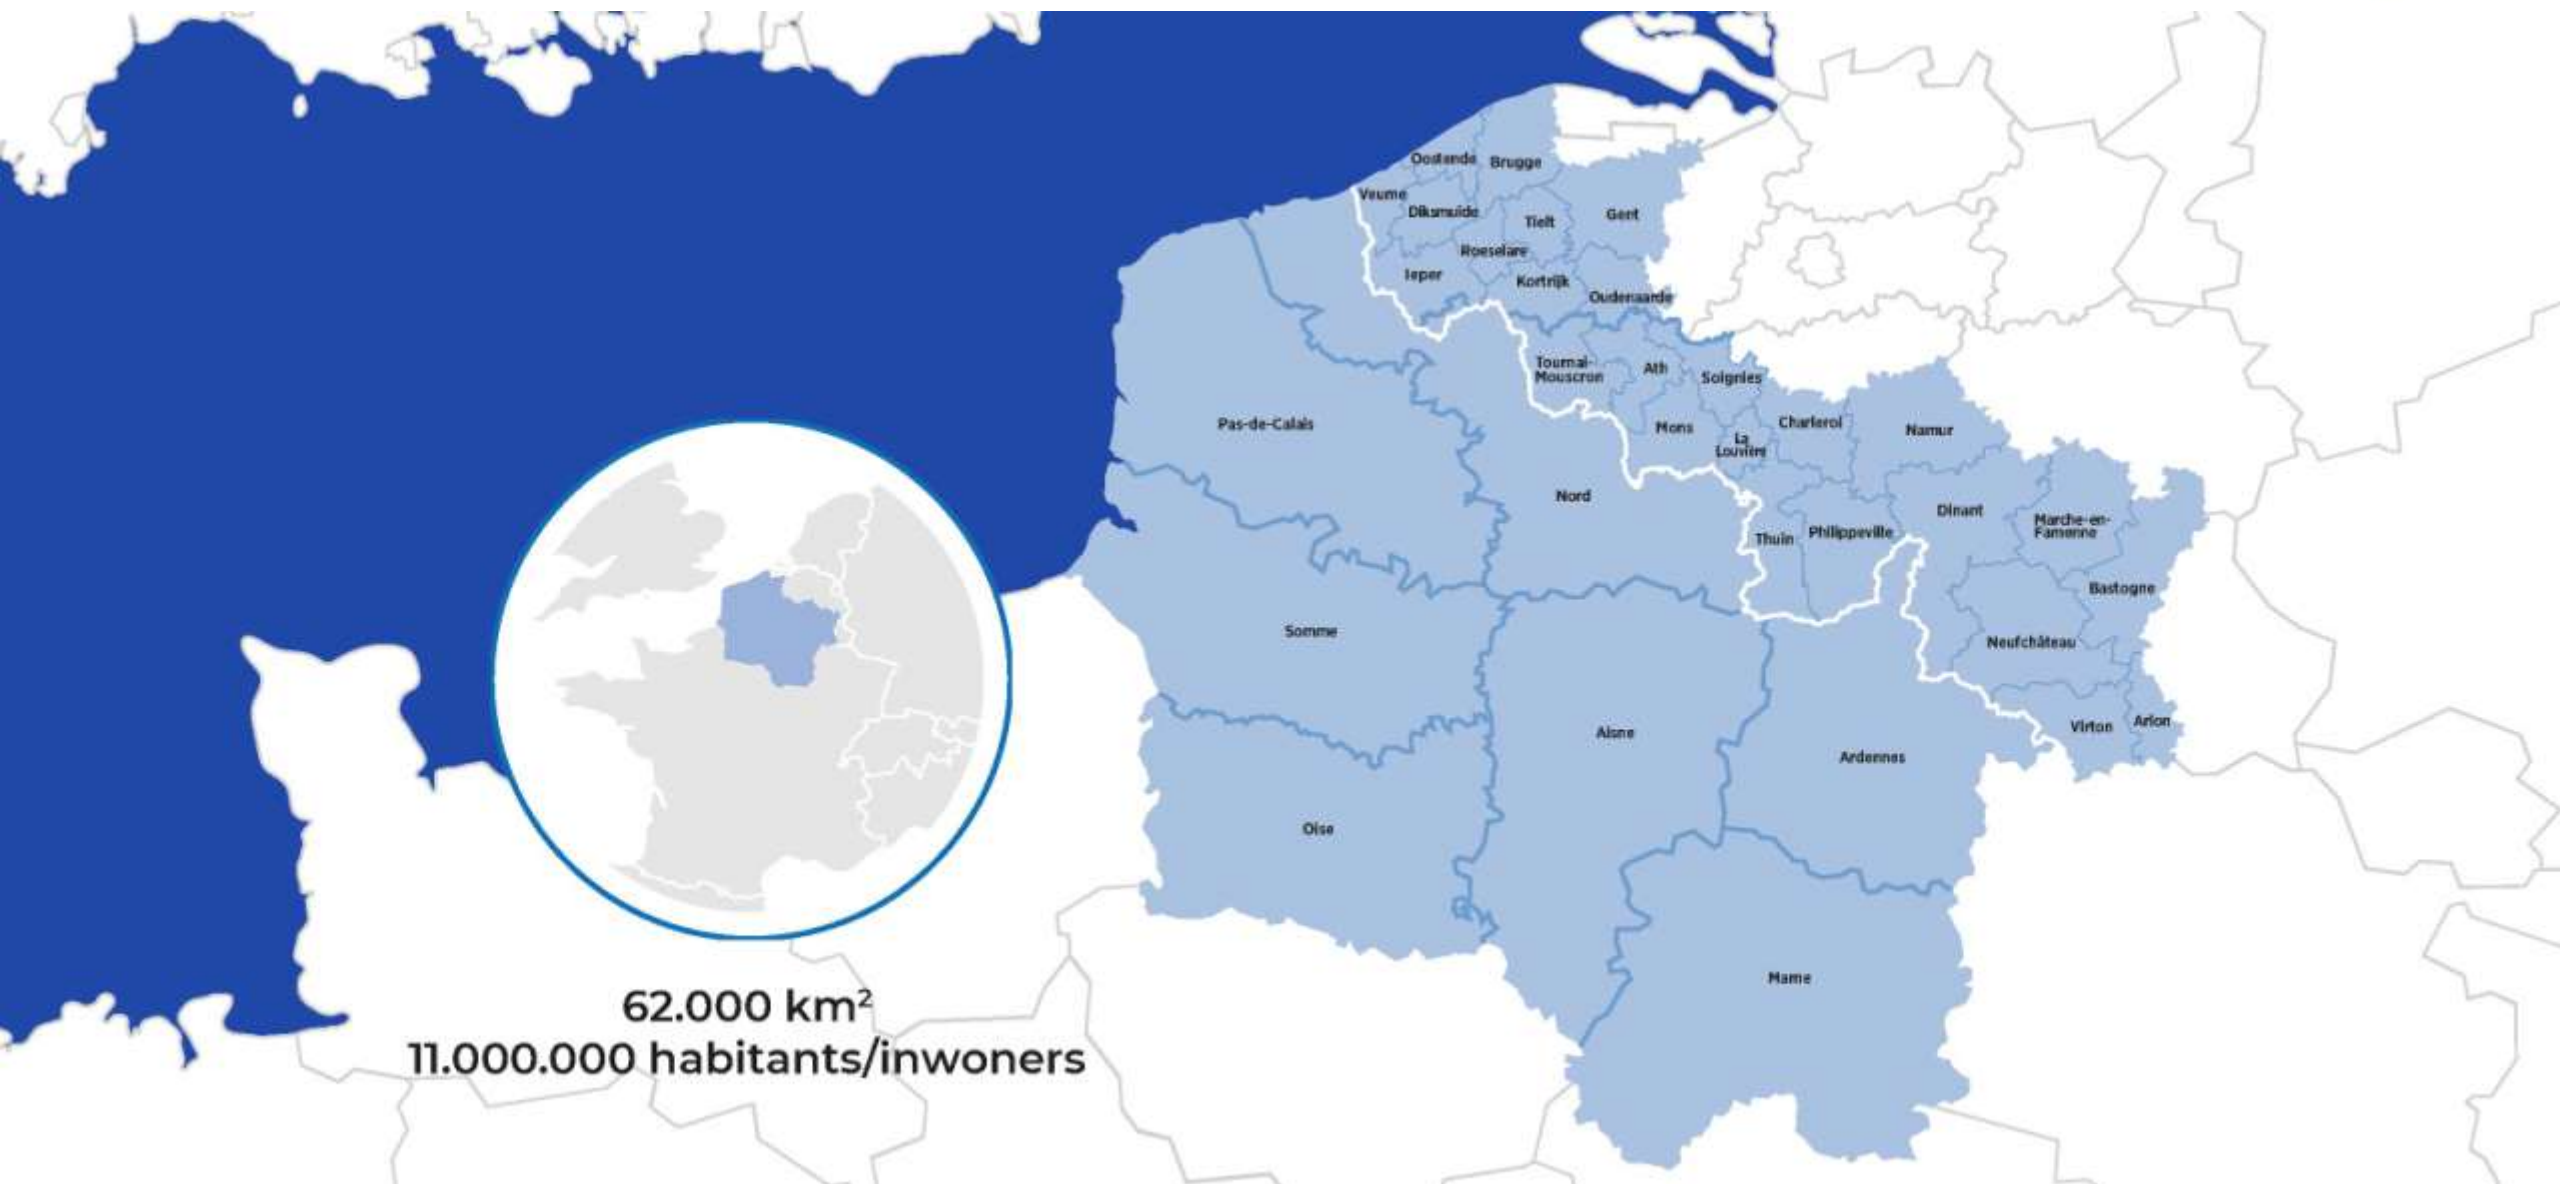 Oostende
Brugge
Veurne
Diksmuide
Tielt
Gent
Roeselare
Ieper
Kortrijk
Oudenaarde
Tournai-
Mouscron
Ath
Soignies
Pas-de-Calais
Mons
La
Louvière
Charleroi
Namur
Nord
Thuin
Philippeville
Dinant
Marche-en-
Famenne
Bastogne
Somme
Neufchâteau
Aisne
Ardennes
Virton
Arlon
Oise
Marne
62.000 km²
11.000.000 habitants/inwoners